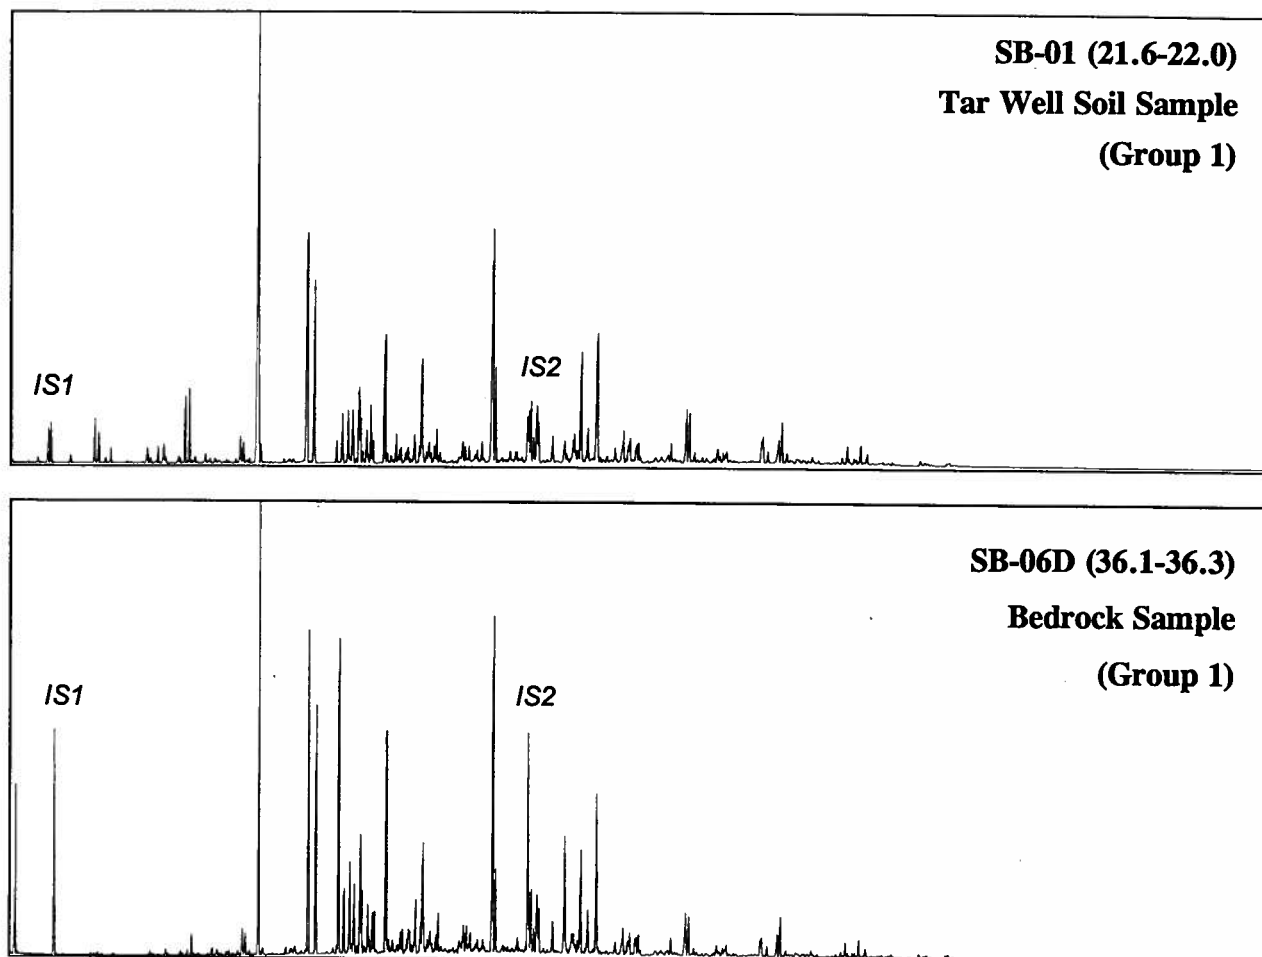 SB-01 (21.6-22.0)
Tar Well Soil Sample
(Group 1)
IS1
IS2
SB-06D (36.1-36.3)
Bedrock Sample
(Group 1)
IS1
IS2